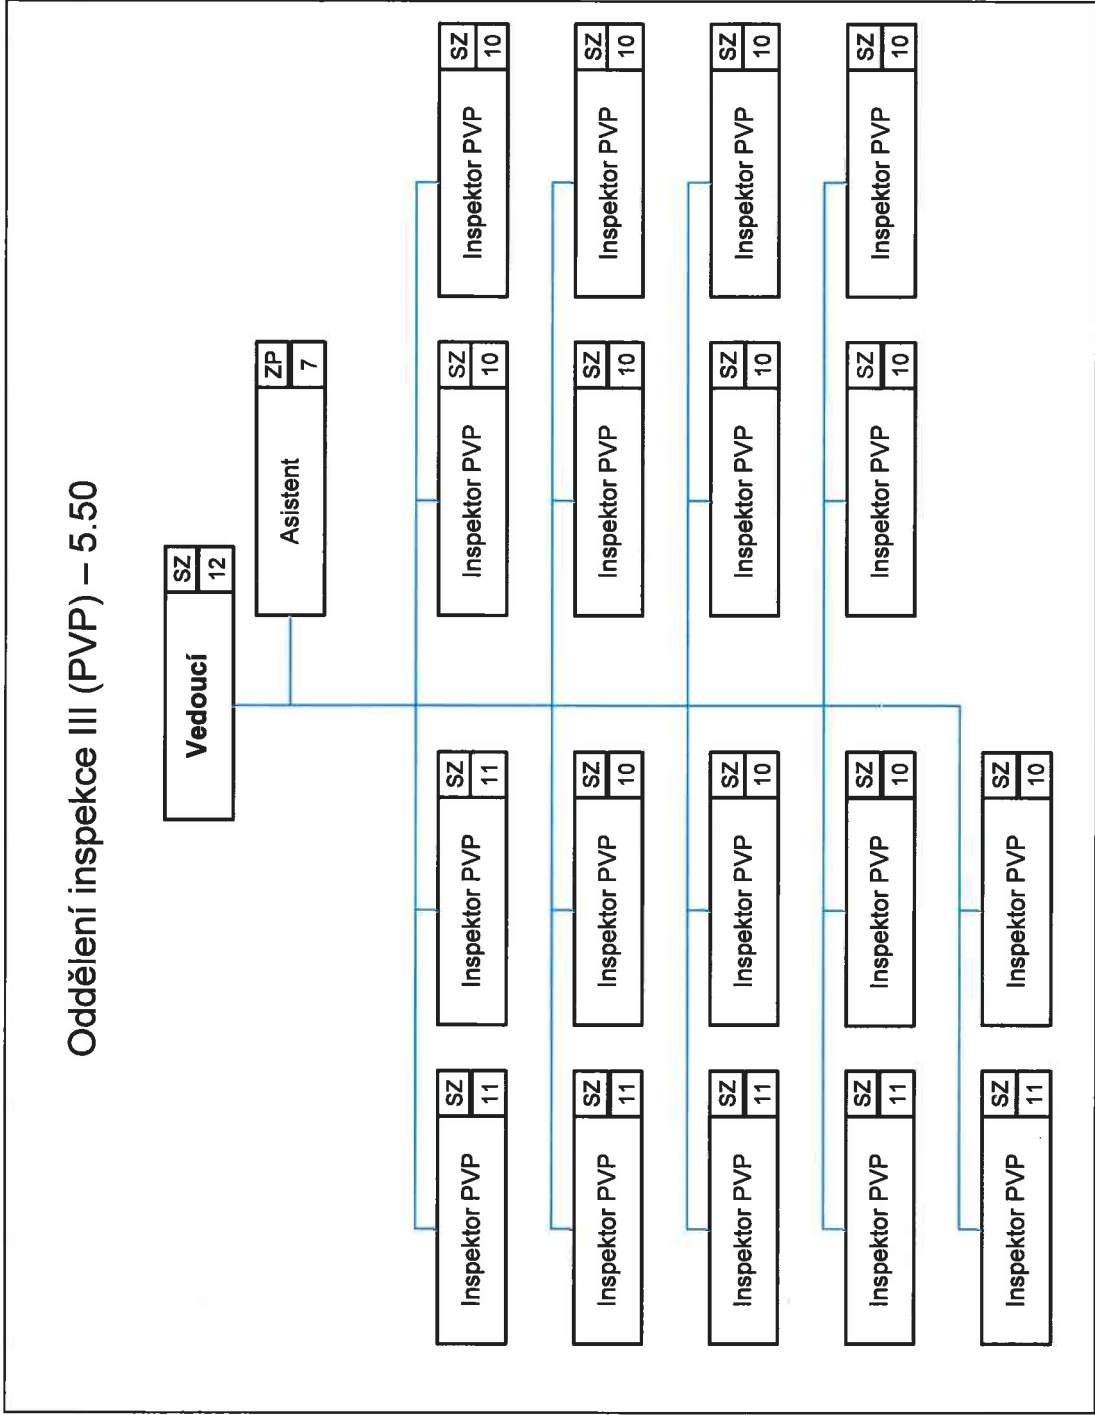 Oddělení inspekce III (PVP) – 5.50
Vedoucí
SZ
12
Asistent
ZP
7
Inspektor PVP
SZ
11
Inspektor PVP
SZ
11
Inspektor PVP
SZ
10
Inspektor PVP
SZ
10
Inspektor PVP
SZ
11
Inspektor PVP
SZ
10
Inspektor PVP
SZ
10
Inspektor PVP
SZ
10
Inspektor PVP
SZ
11
Inspektor PVP
SZ
10
Inspektor PVP
SZ
10
Inspektor PVP
SZ
10
Inspektor PVP
SZ
11
Inspektor PVP
SZ
10
Inspektor PVP
SZ
10
Inspektor PVP
SZ
10
Inspektor PVP
SZ
11
Inspektor PVP
SZ
10